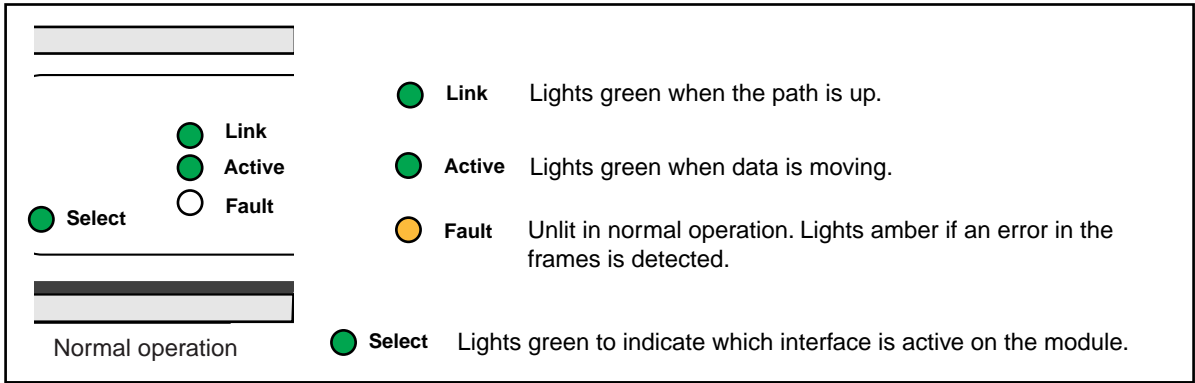 Link
Active
Fault
Select
Normal operation
Link Lights green when the path is up.
Active Lights green when data is moving.
Fault Unlit in normal operation. Lights amber if an error in the
frames is detected.
Select Lights green to indicate which interface is active on the module.